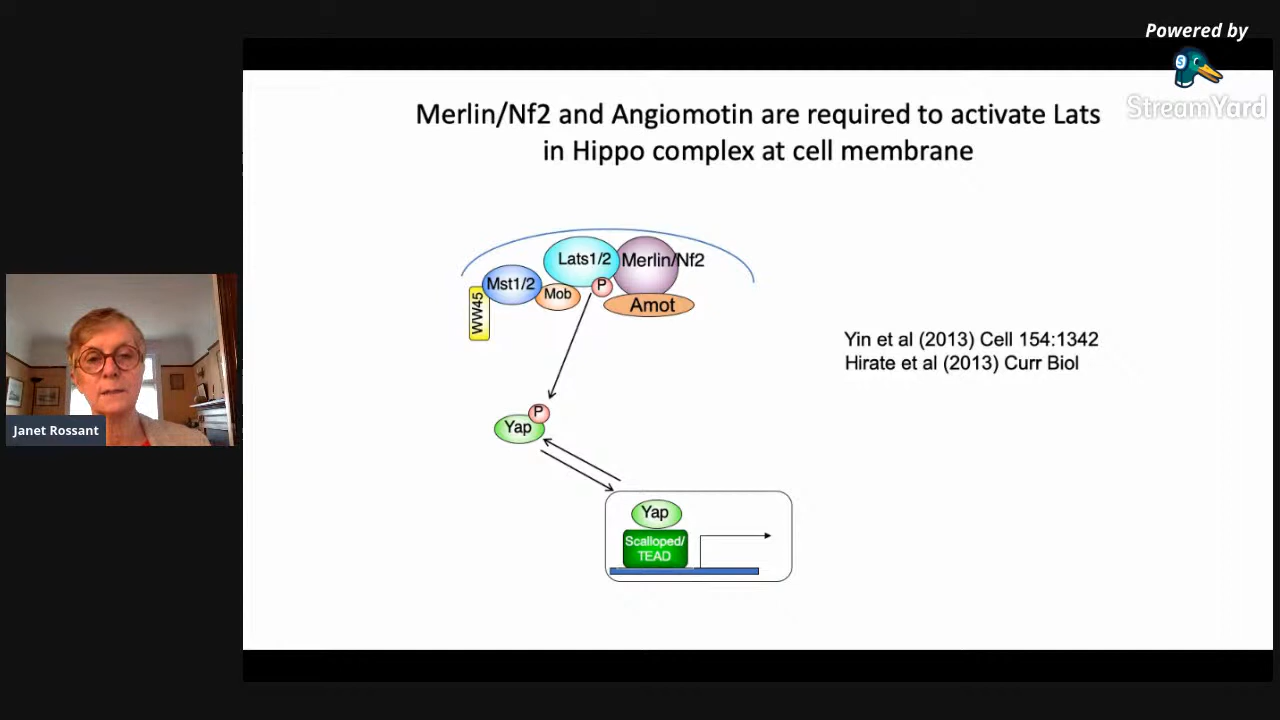 Powered by
S
StreamYard
Merlin/Nf2 and Angiomotin are required to activate Lats
in Hippo complex at cell membrane
Lats1/2
Merlin/Nf2
Mst1/2
Mob
P
Amot
WW45
Yin et al (2013) Cell 154:1342
Hirate et al (2013) Curr Biol
P
Yap
Janet Rossant
Yap
Scalloped/
TEAD